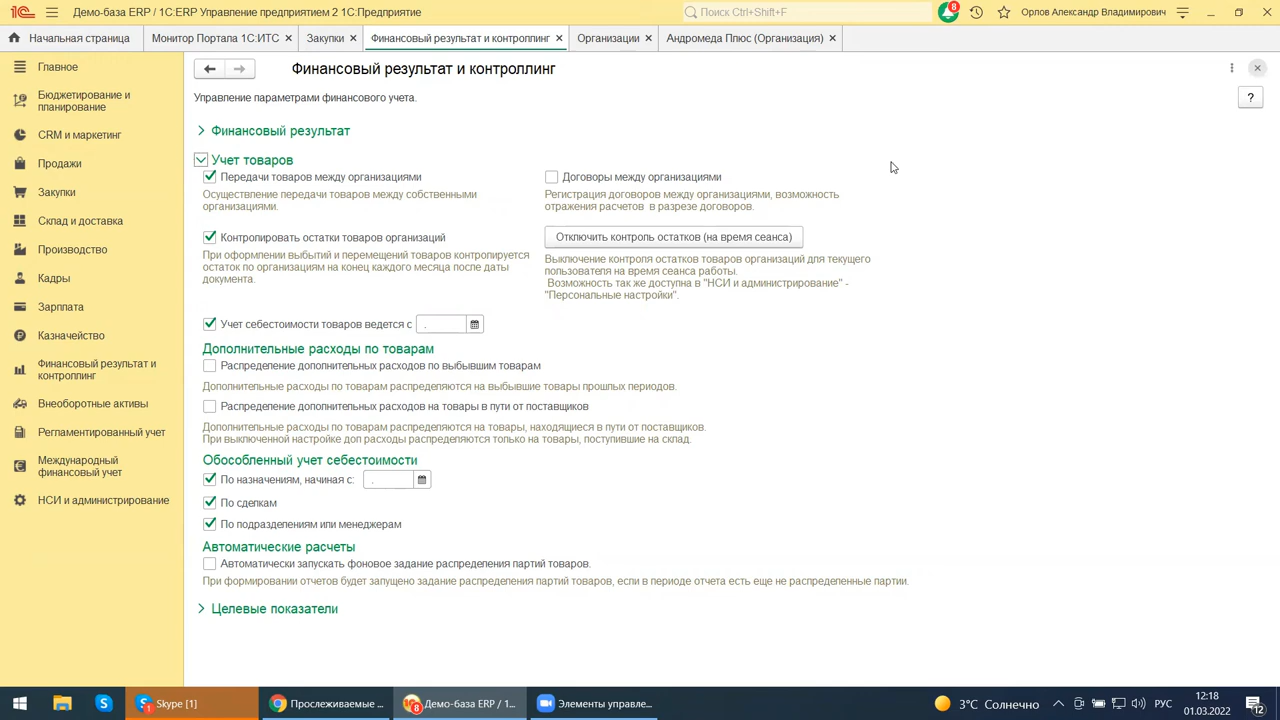 Демо-база ERP / 1С:ERP Управление предприятием 2 1С:Предприятие
Поиск Ctrl+Shift+F
8
Орлов Александр Владимирович
Начальная страница
Монитор Портала 1С:ИТС
Закупки
Финансовый результат и контроллинг
Организации
Андромеда Плюс (Организация)
Главное
Бюджетирование и
планирование
CRM и маркетинг
Продажи
Закупки
Склад и доставка
Производство
Кадры
Зарплата
Казначейство
Финансовый результат и
контроллинг
Внеоборотные активы
Регламентированный учет
Международный
финансовый учет
НСИ и администрирование
Финансовый результат и контроллинг
Управление параметрами финансового учета.
?
Финансовый результат
Учет товаров
Передачи товаров между организациями
Осуществление передачи товаров между собственными
организациями.
Договоры между организациями
Регистрация договоров между организациями, возможность
отражения расчетов в разрезе договоров.
Контролировать остатки товаров организаций
При оформлении выбытий и перемещений товаров контролируется
остаток по организациям на конец каждого месяца после даты
документа.
Отключить контроль остатков (на время сеанса)
Выключение контроля остатков товаров организаций для текущего
пользователя на время сеанса работы.
Возможность так же доступна в "НСИ и администрирование" -
"Персональные настройки".
Учет себестоимости товаров ведется с .
Дополнительные расходы по товарам
Распределение дополнительных расходов по выбывшим товарам
Дополнительные расходы по товарам распределяются на выбывшие товары прошлых периодов.
Распределение дополнительных расходов на товары в пути от поставщиков
Дополнительные расходы по товарам распределяются на товары, находящиеся в пути от поставщиков.
При выключенной настройке доп расходы распределяются только на товары, поступившие на склад.
Обособленный учет себестоимости
По назначениям, начиная с: .
По сделкам
По подразделениям или менеджерам
Автоматические расчеты
Автоматически запускать фоновое задание распределения партий товаров.
При формировании отчетов будет запущено задание распределения партий товаров, если в периоде отчета есть еще не распределенные партии.
Целевые показатели
Skype [1]
Прослеживаемые ...
Демо-база ERP / 1...
Элементы управле...
3°C Солнечно
РУС
12:18
01.03.2022
12